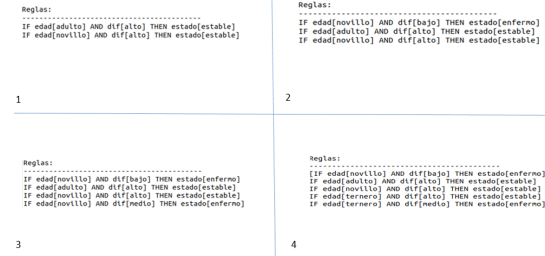 Reglas:
------------------------------------------
IF edad[adulto] AND dif[alto] THEN estado[estable]
IF edad[novillo] AND dif[alto] THEN estado[estable]
1
Reglas:
------------------------------------------
IF edad[novillo] AND dif[bajo] THEN estado[enfermo]
IF edad[adulto] AND dif[alto] THEN estado[estable]
IF edad[novillo] AND dif[alto] THEN estado[estable]
2
Reglas:
------------------------------------------
IF edad[novillo] AND dif[bajo] THEN estado[enfermo]
IF edad[adulto] AND dif[alto] THEN estado[estable]
IF edad[novillo] AND dif[alto] THEN estado[estable]
IF edad[novillo] AND dif[medio] THEN estado[enfermo]
3
Reglas:
------------------------------------------
[IF edad[novillo] AND dif[bajo] THEN estado[enfermo]
IF edad[adulto] AND dif[alto] THEN estado[estable]
IF edad[novillo] AND dif[alto] THEN estado[estable]
IF edad[ternero] AND dif[alto] THEN estado[estable]
IF edad[ternero] AND dif[medio] THEN estado[enfermo]
4